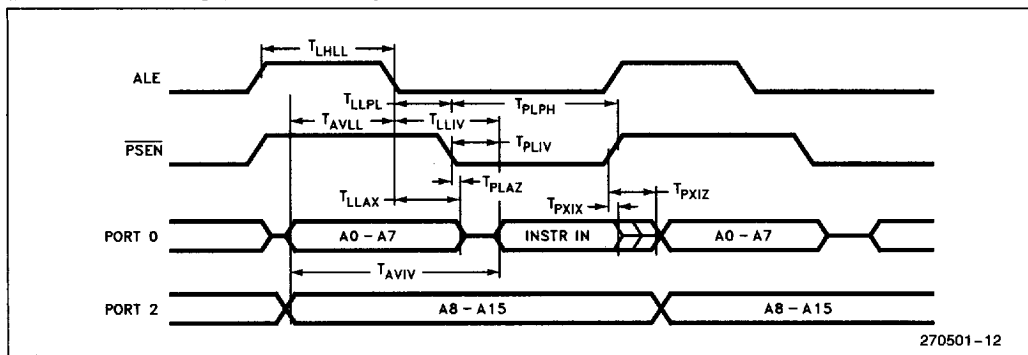 T_LHLL
ALE
T_LLPL
T_PLPH
T_AVLL
T_LLIV
PSEN
T_PLIV
T_PLAZ
T_LLAX
T_PXIZ
T_PXIX
PORT 0
A0 – A7
INSTR IN
A0 – A7
T_AVIV
PORT 2
A8 – A15
A8 – A15
270501–12